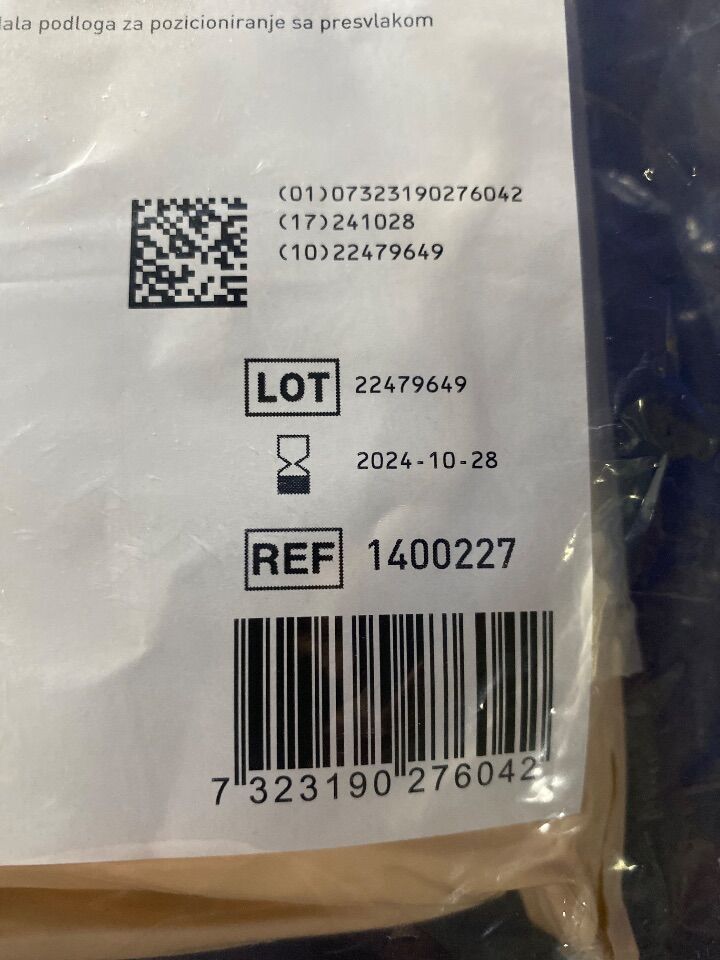 podloga za pozicioniranje sa presvlakom
(01)07323190276042
(17)241028
(10)22479649
LOT 22479649
2024-10-28
REF 1400227
7 323190 276042